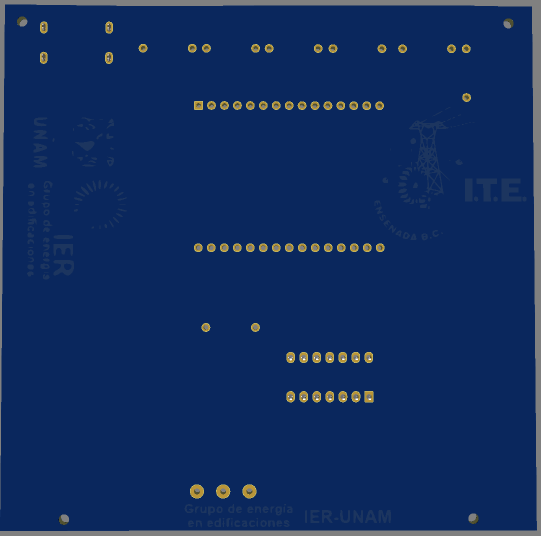 UNAM
Grupo de energía
en edificaciones
IER
I.T.E.
ENSENADA B.C.
Grupo de energía
en edificaciones
IER-UNAM